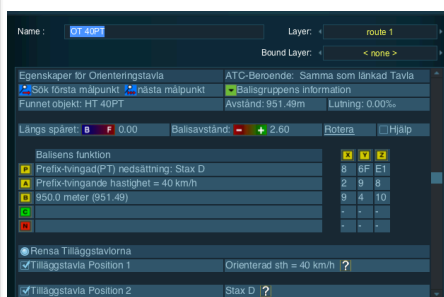 Name : OT 40PT Layer: route 1
Bound Layer: < none >
Egenskaper för Orienteringstavla ATC-Beroende: Samma som länkad Tavla
Sök första målpunkt nästa målpunkt Balisgruppens information
Funnet objekt: HT 40PT Avstånd: 951.49m Lutning: 0.00‰
Längs spåret: B F 0.00 Balisavstånd: - + 2.60 Rotera Hjälp
Balisens funktion X Y Z
P Prefix-tvingad(PT) nedsättning: Stax D 8 6F E1
A Prefix-tvingande hastighet = 40 km/h 2 9 8
B 950.0 meter (951.49) 9 4 10
C - - -
N - - -
Rensa Tilläggstavlorna
Tilläggstavla Position 1 Orienterad sth = 40 km/h ?
Tilläggstavla Position 2 Stax D ?